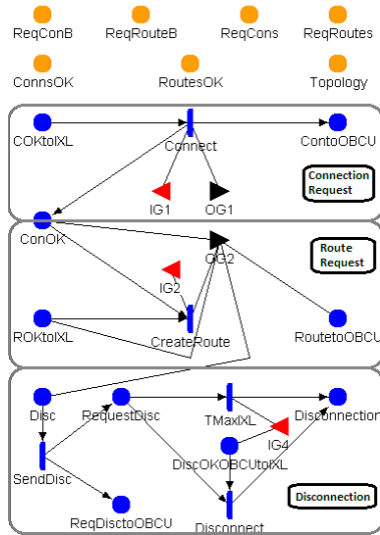 ReqConB ReqRouteB ReqCons ReqRoutes
ConnsOK RoutesOK Topology
COKtoIXL Connect ContoOBCU
Connection
Request
IG1 OG1
ConOK
OG2
Route
Request
IG2
ROKtoIXL CreateRoute RoutetoOBCU
Disc RequestDisc TMaxIXL Disconnection
IG4
DiscOKOBCUtoIXL
SendDisc
Disconnection
ReqDisctoOBCU Disconnect